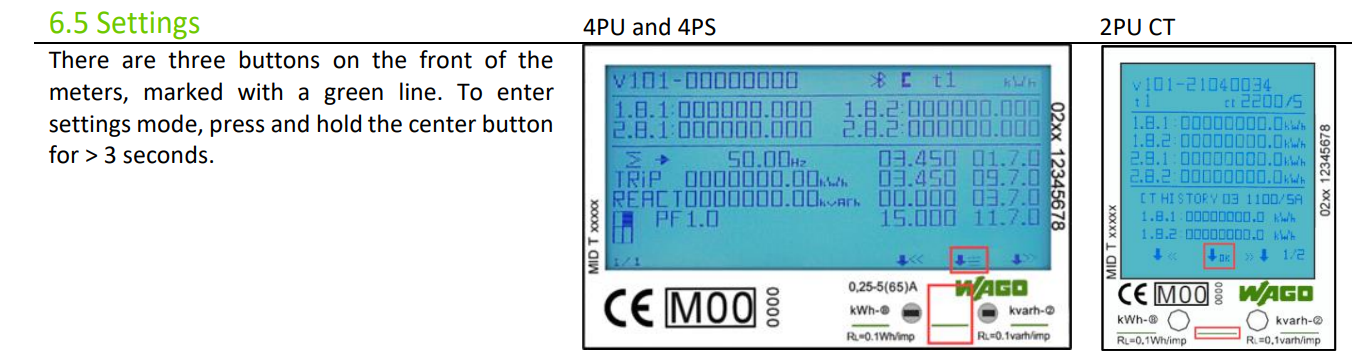 6.5 Settings
There are three buttons on the front of the
meters, marked with a green line. To enter
settings mode, press and hold the center button
for > 3 seconds.
4PU and 4PS
v101-00000000 t1 kWh
1.8.1:000000.000 1.8.2:000000.000
2.8.1:000000.000 2.8.2:000000.000
Σ → 50.00Hz 03.450 01.7.0
TRiP 0000000.00kWh 03.450 09.7.0
REACT0000000.00kvarh 00.000 03.7.0
PF1.0 15.000 11.7.0
1/1 << = >>
MID T xxxxx
02xx 12345678
CE M00 0000
0,25-5(65)A WAGO
kWh-⑧ kvarh-②
RL=0.1Wh/imp RL=0.1varh/imp
2PU CT
v101-21040034
t1 ct 2200/5
1.8.1:00000000.0kWh
1.8.2:00000000.0kWh
2.8.1:00000000.0kWh
2.8.2:00000000.0kWh
CT HISTORY 03 1100/5A
1.8.1:00000000.0 kWh
1.8.2:00000000.0 kWh
<< OK >> 1/2
MID T xxxx
02xx 12345678
CE M00 0000 WAGO
kWh-⑧ kvarh-②
RL=0.1Wh/imp RL=0.1varh/imp